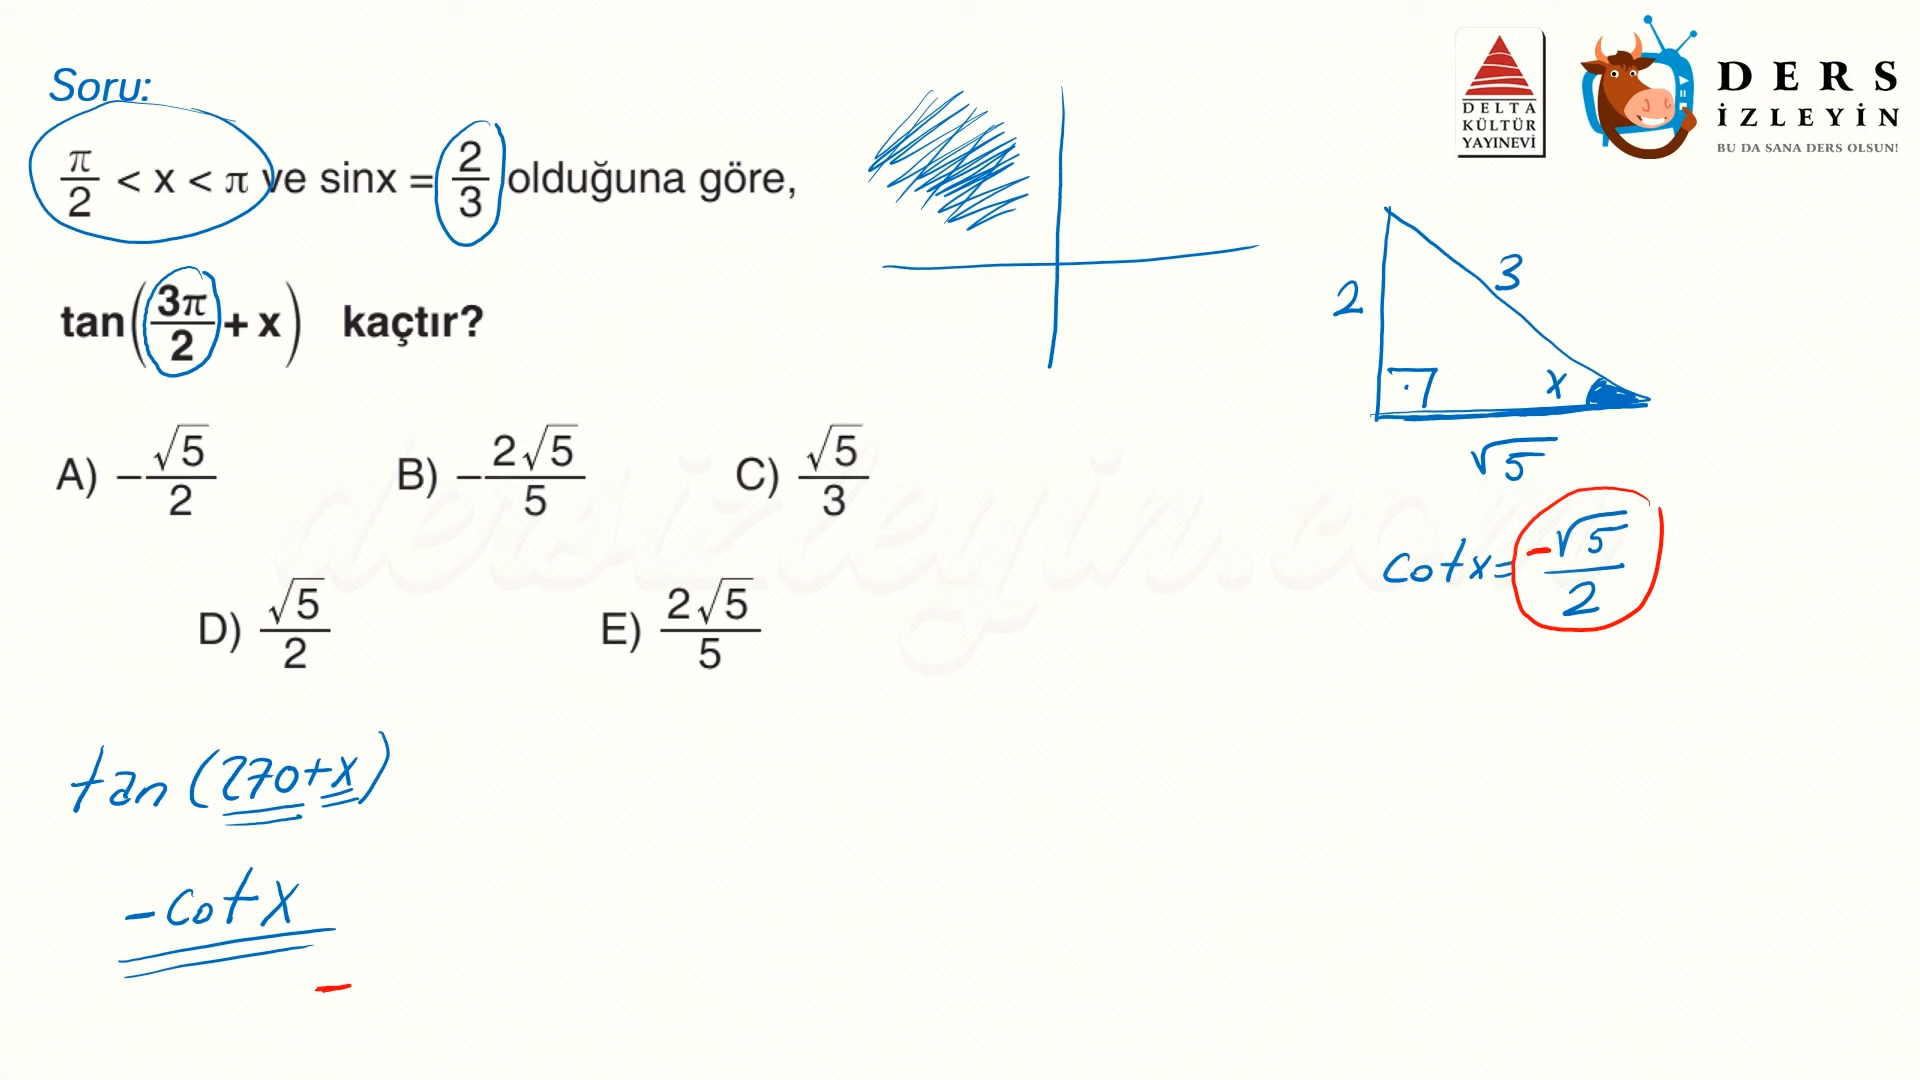 Soru:
π/2 < x < π ve sinx = 2/3 olduğuna göre,
tan(3π/2 + x) kaçtır?
A) -√5/2 B) -2√5/5 C) √5/3
D) √5/2 E) 2√5/5
tan (270+x)
-cotx
-
2
3
x
√5
cotx= -√5/2
DELTA
KÜLTÜR
YAYINEVİ
DERS
İZLEYİN
BU DA SANA DERS OLSUN!
dersizleyin.com